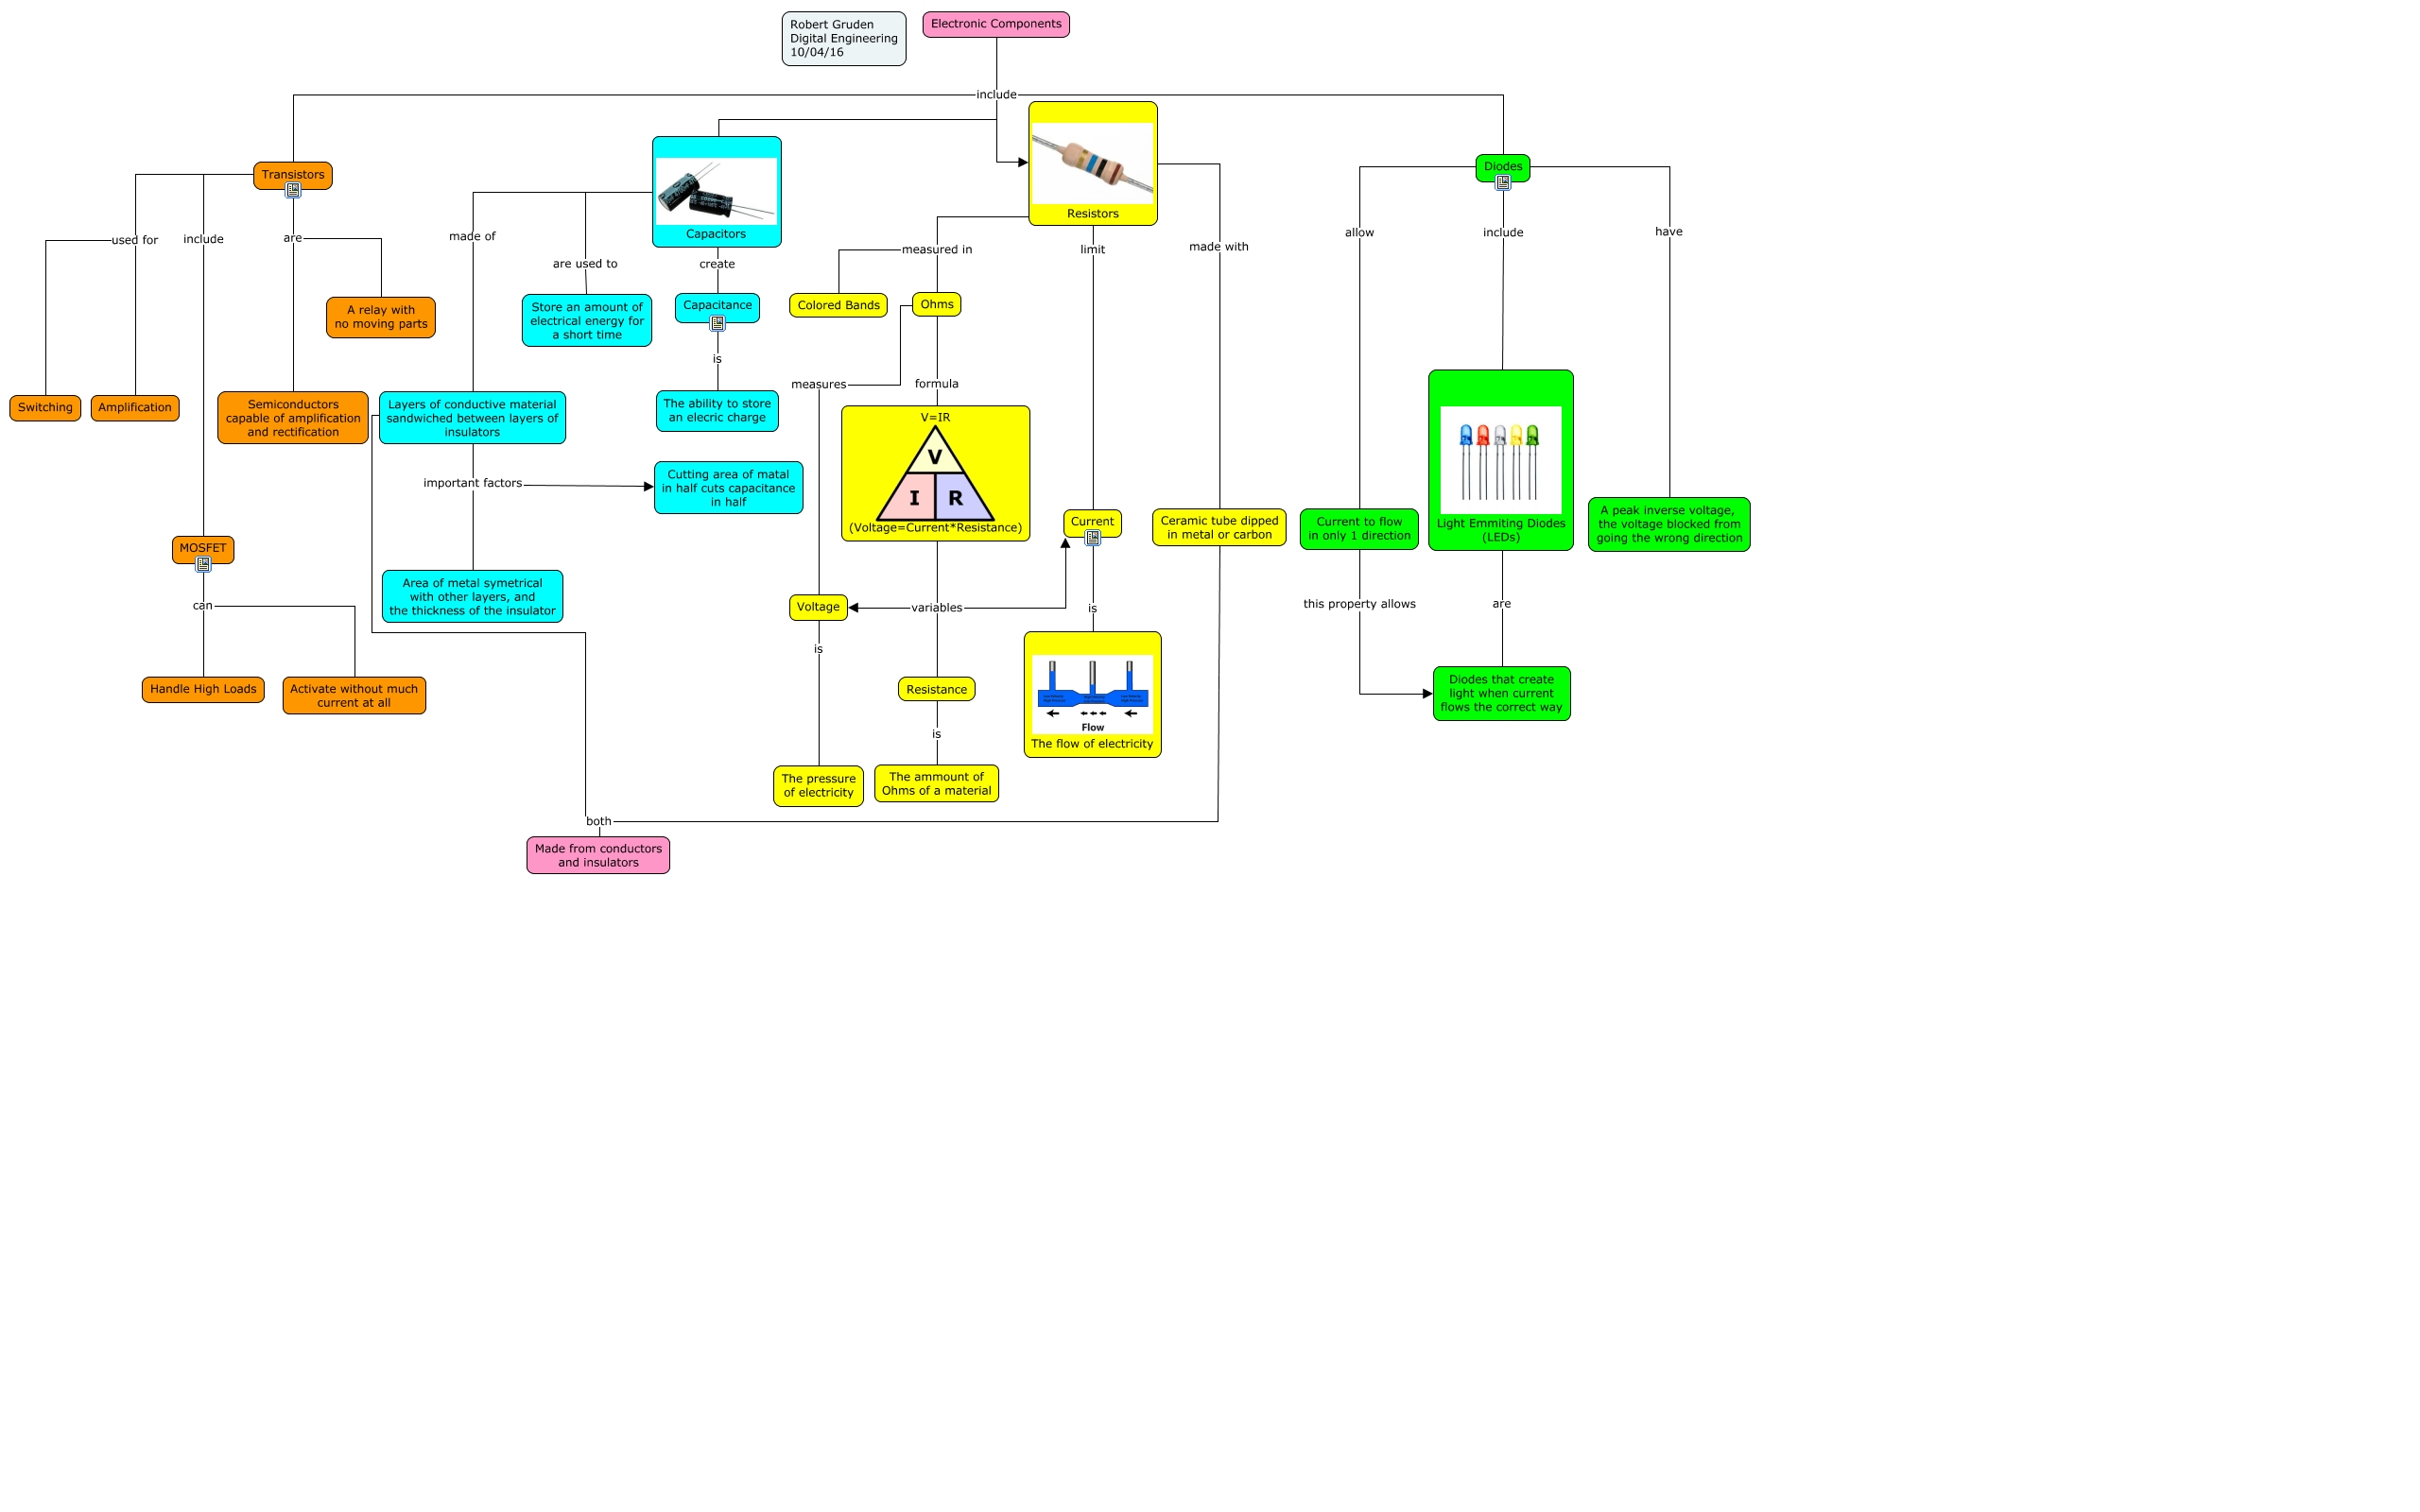 Robert Gruden
Digital Engineering
10/04/16
Electronic Components
include
Transistors
Capacitors
Resistors
Diodes
used for
include
are
made of
are used to
create
measured in
limit
made with
allow
include
have
A relay with
no moving parts
Store an amount of
electrical energy for
a short time
Capacitance
Colored Bands
Ohms
is
measures
formula
Switching
Amplification
Semiconductors
capable of amplification
and rectification
Layers of conductive material
sandwiched between layers of
insulators
The ability to store
an elecric charge
V=IR
V
I
R
(Voltage=Current*Resistance)
important factors
Cutting area of matal
in half cuts capacitance
in half
Current
Ceramic tube dipped
in metal or carbon
Current to flow
in only 1 direction
Light Emmiting Diodes
(LEDs)
A peak inverse voltage,
the voltage blocked from
going the wrong direction
MOSFET
Area of metal symetrical
with other layers, and
the thickness of the insulator
can
Voltage
variables
is
this property allows
are
is
Handle High Loads
Activate without much
current at all
Resistance
Flow
The flow of electricity
Diodes that create
light when current
flows the correct way
is
The pressure
of electricity
The ammount of
Ohms of a material
both
Made from conductors
and insulators